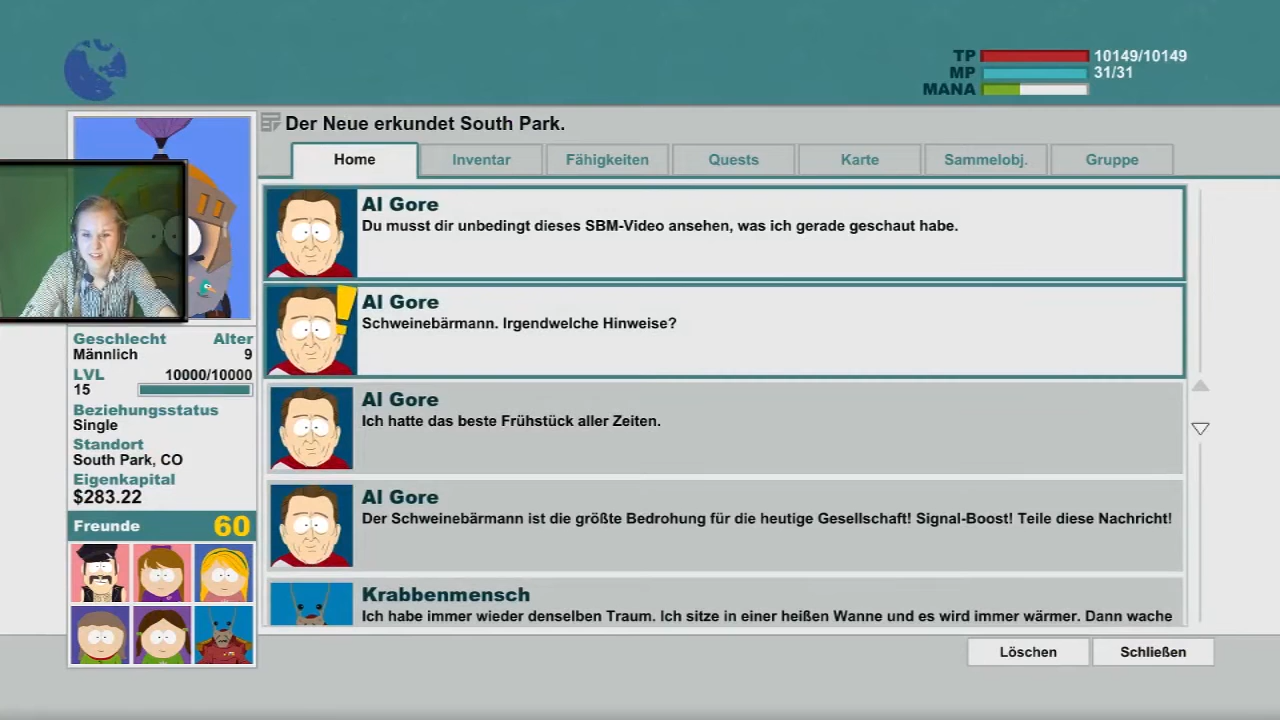 TP 10149/10149
MP 31/31
MANA
Der Neue erkundet South Park.
Home Inventar Fähigkeiten Quests Karte Sammelobj. Gruppe
Al Gore
Du musst dir unbedingt dieses SBM-Video ansehen, was ich gerade geschaut habe.
Al Gore
Schweinebärmann. Irgendwelche Hinweise?
Al Gore
Ich hatte das beste Frühstück aller Zeiten.
Al Gore
Der Schweinebärmann ist die größte Bedrohung für die heutige Gesellschaft! Signal-Boost! Teile diese Nachricht!
Krabbenmensch
Ich habe immer wieder denselben Traum. Ich sitze in einer heißen Wanne und es wird immer wärmer. Dann wache
Geschlecht Alter
Männlich 9
LVL 10000/10000
15
Beziehungsstatus
Single
Standort
South Park, CO
Eigenkapital
$283.22
Freunde 60
Löschen Schließen